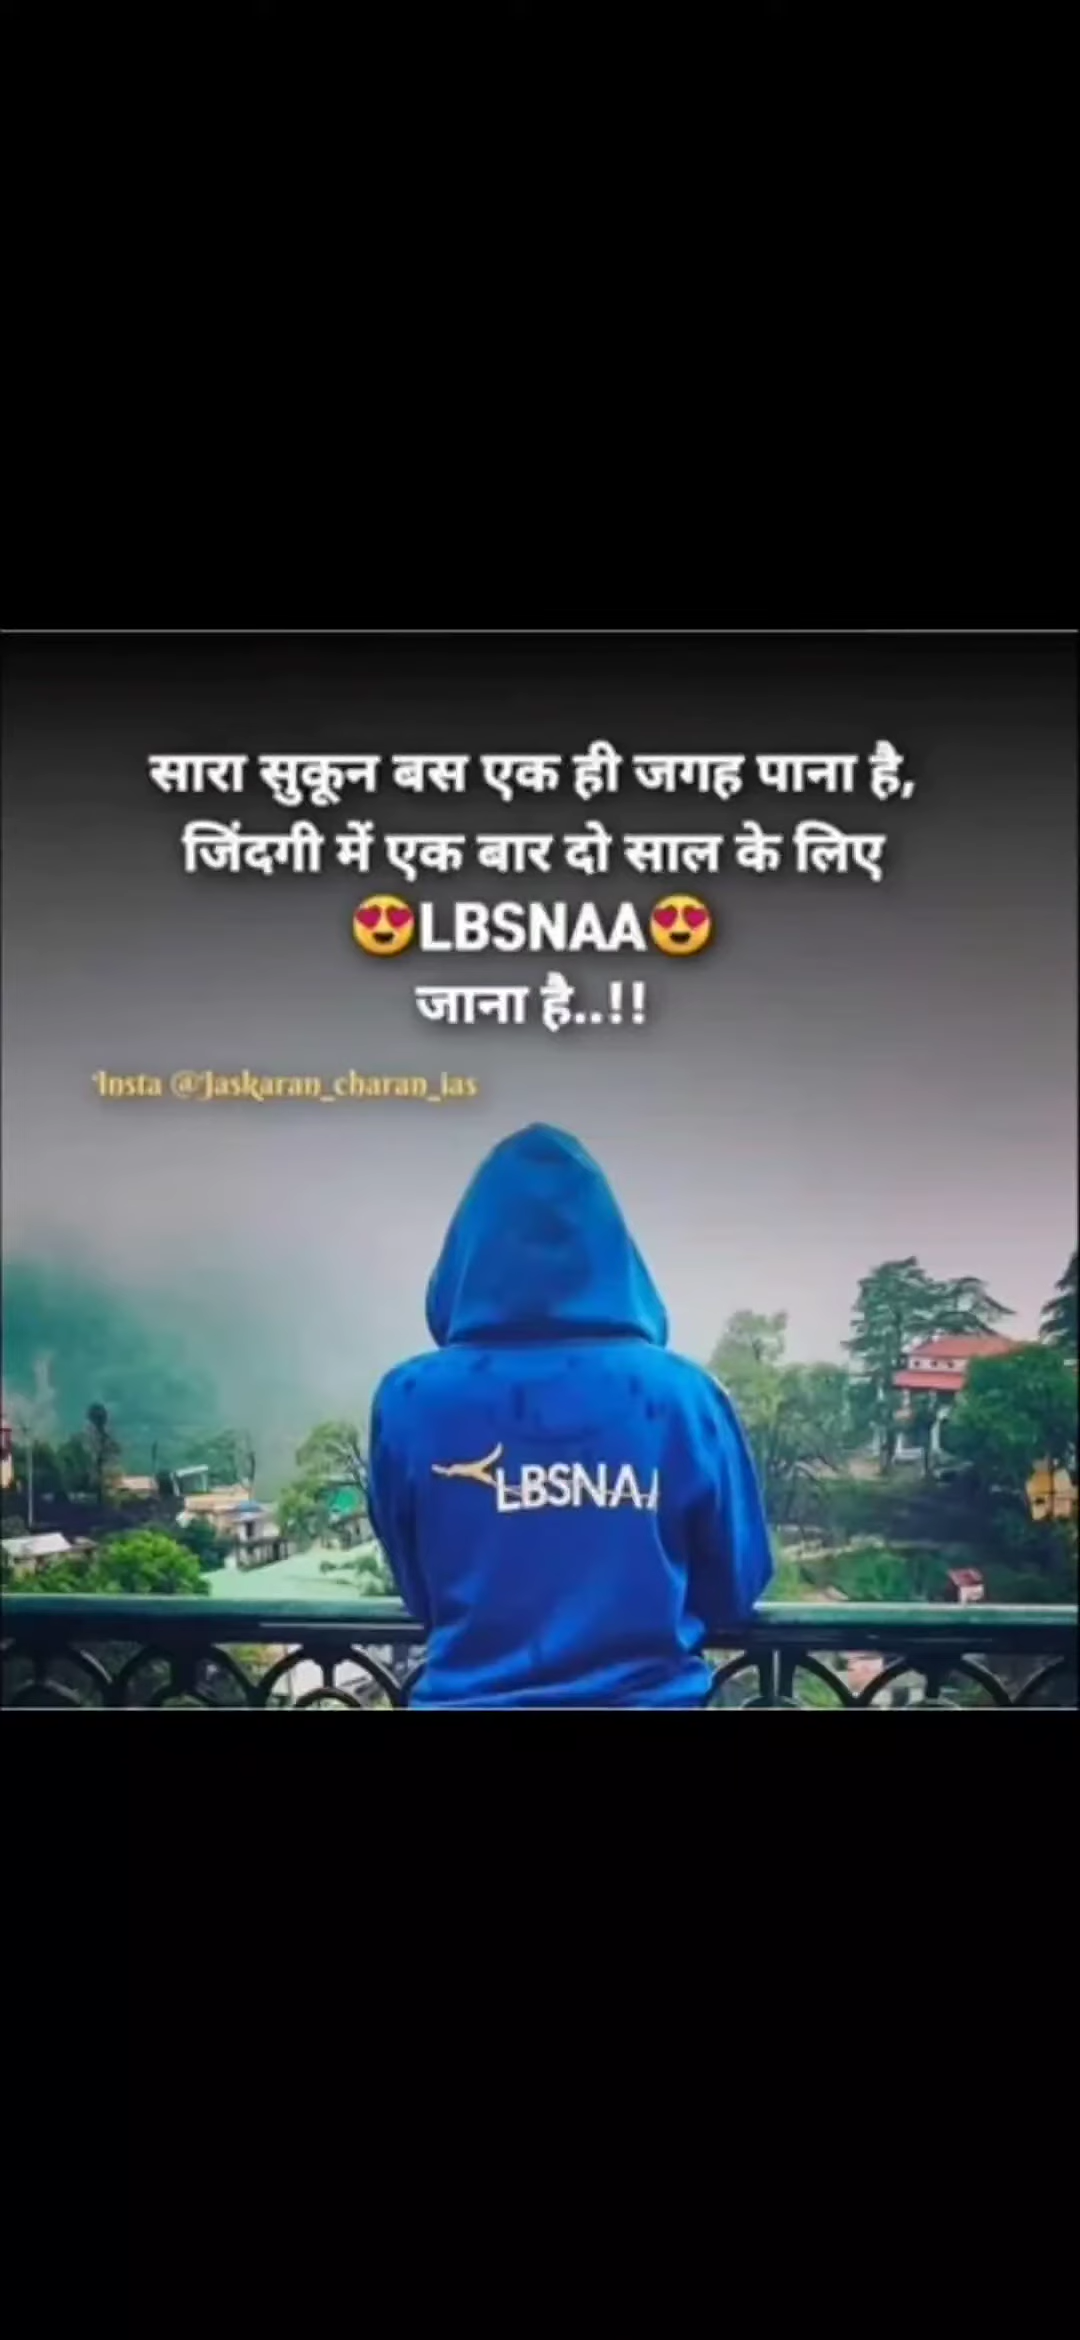 सारा सुकून बस एक ही जगह पाना है,
जिंदगी में एक बार दो साल के लिए
😍LBSNAA😍
जाना है..!!
Insta @Jaskaran_charan_ias
LBSNAA